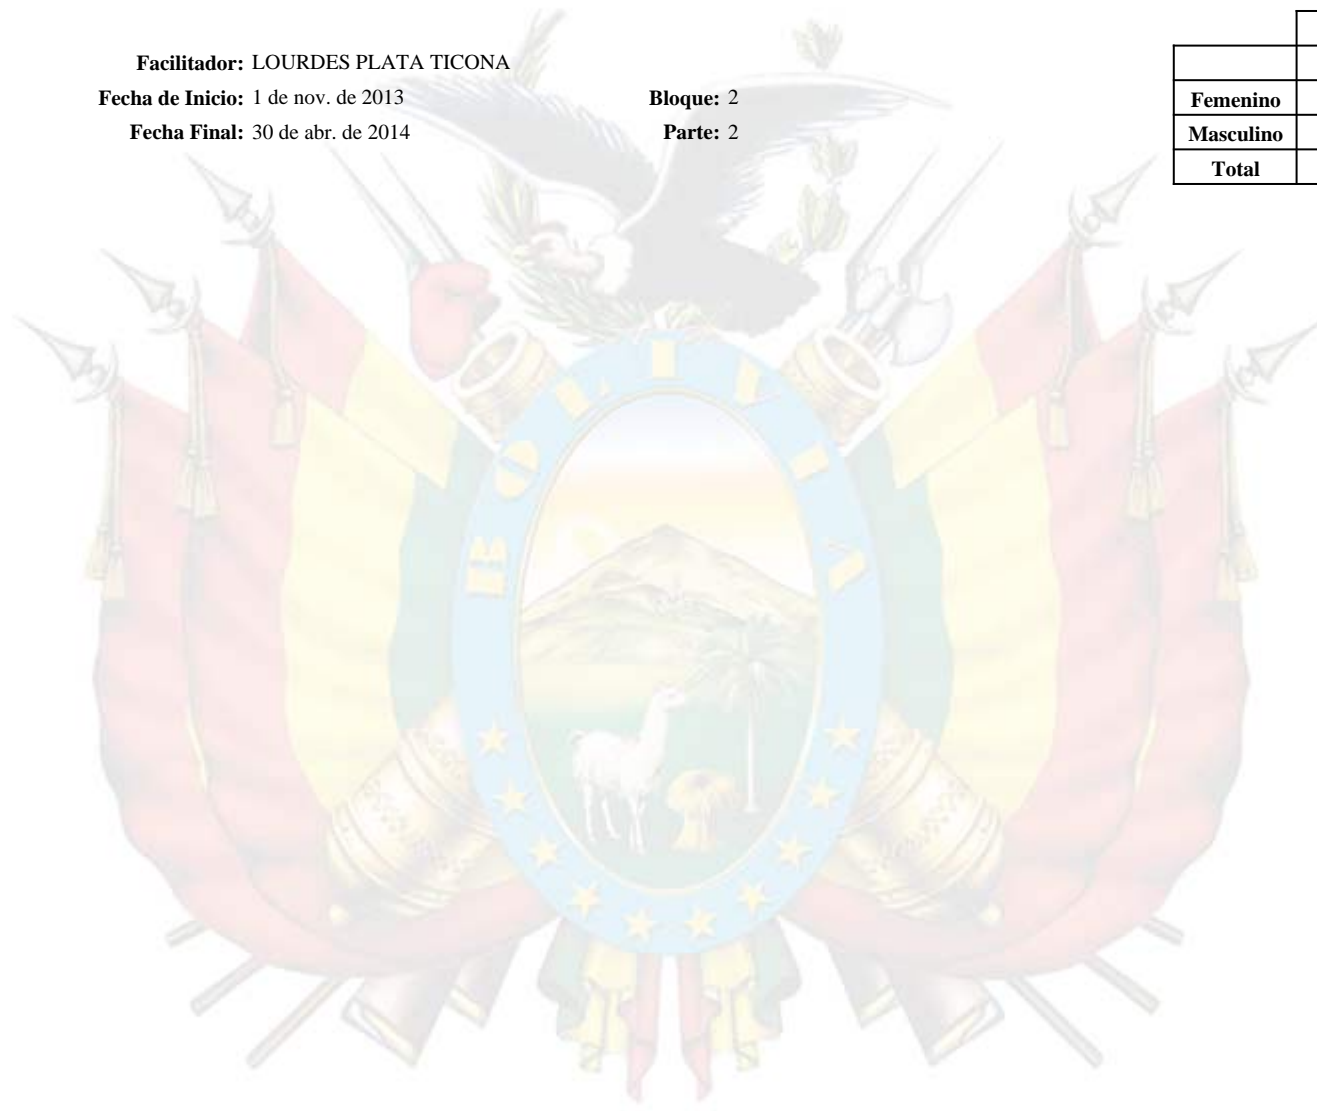 Facilitador: LOURDES PLATA TICONA
Fecha de Inicio: 1 de nov. de 2013 Bloque: 2
Fecha Final: 30 de abr. de 2014 Parte: 2
Femenino
Masculino
Total
BOLIVIA